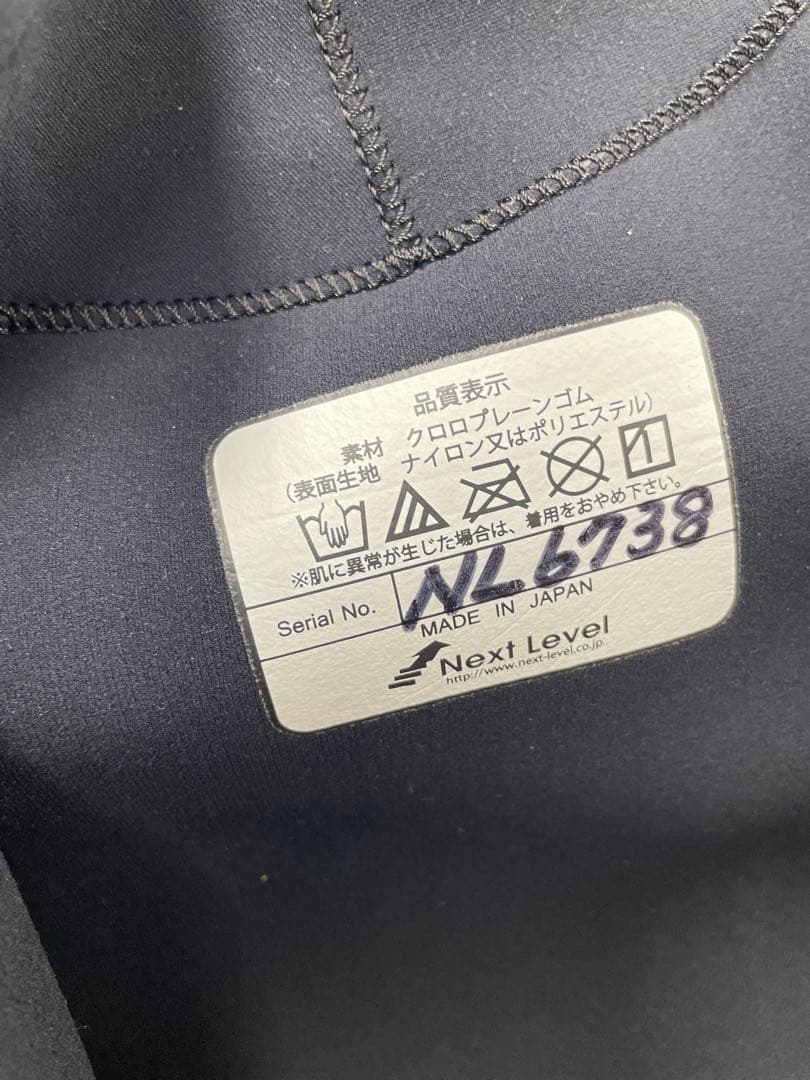 品質表示
素材 クロロプレーンゴム
(表面生地 ナイロン又はポリエステル)
※肌に異常が生じた場合は、着用をおやめ下さい。
Serial No. NL6738
MADE IN JAPAN
Next Level
http://www.next-level.co.jp